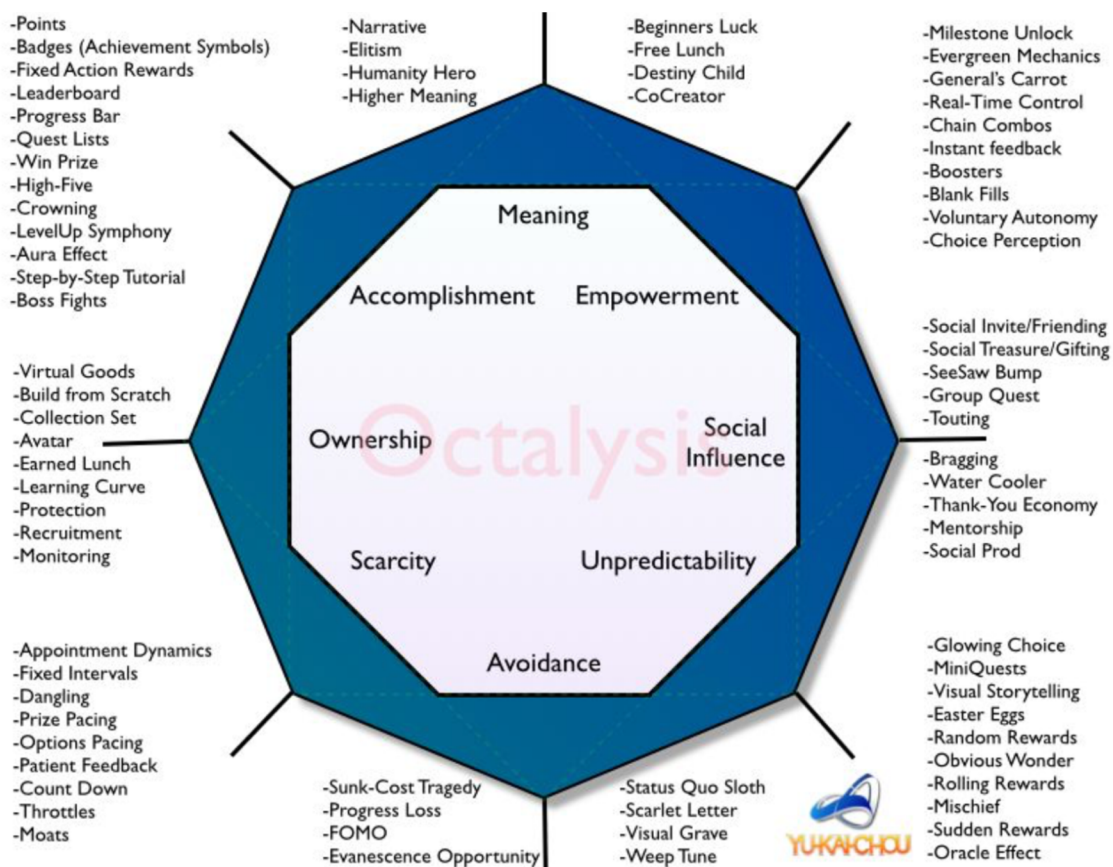 -Points
-Badges (Achievement Symbols)
-Fixed Action Rewards
-Leaderboard
-Progress Bar
-Quest Lists
-Win Prize
-High-Five
-Crowning
-LevelUp Symphony
-Aura Effect
-Step-by-Step Tutorial
-Boss Fights
-Narrative
-Elitism
-Humanity Hero
-Higher Meaning
-Beginners Luck
-Free Lunch
-Destiny Child
-CoCreator
-Milestone Unlock
-Evergreen Mechanics
-General's Carrot
-Real-Time Control
-Chain Combos
-Instant feedback
-Boosters
-Blank Fills
-Voluntary Autonomy
-Choice Perception
Meaning
Accomplishment
Empowerment
Ownership
Octalysis
Social
Influence
Scarcity
Unpredictability
Avoidance
-Virtual Goods
-Build from Scratch
-Collection Set
-Avatar
-Earned Lunch
-Learning Curve
-Protection
-Recruitment
-Monitoring
-Social Invite/Friending
-Social Treasure/Gifting
-SeeSaw Bump
-Group Quest
-Touting
-Bragging
-Water Cooler
-Thank-You Economy
-Mentorship
-Social Prod
-Appointment Dynamics
-Fixed Intervals
-Dangling
-Prize Pacing
-Options Pacing
-Patient Feedback
-Count Down
-Throttles
-Moats
-Sunk-Cost Tragedy
-Progress Loss
-FOMO
-Evanescence Opportunity
-Status Quo Sloth
-Scarlet Letter
-Visual Grave
-Weep Tune
YU-KAI CHOU
-Glowing Choice
-MiniQuests
-Visual Storytelling
-Easter Eggs
-Random Rewards
-Obvious Wonder
-Rolling Rewards
-Mischief
-Sudden Rewards
-Oracle Effect